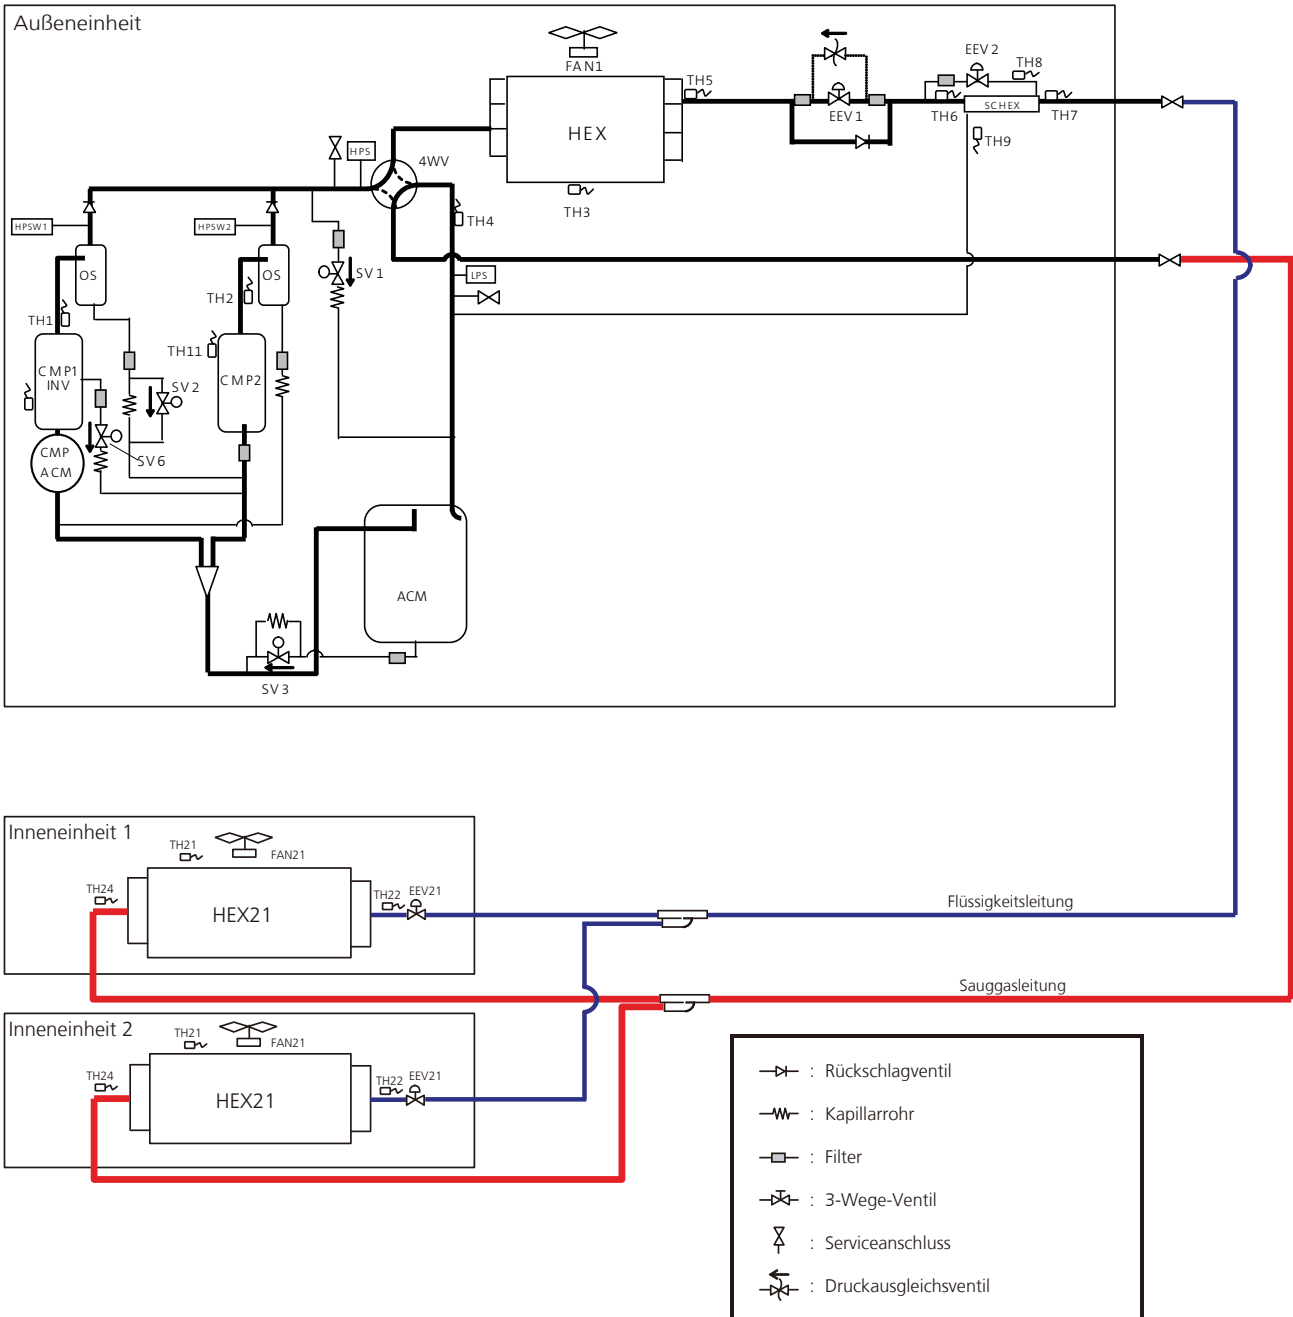 Außeneinheit
FAN1
HEX
TH3
TH5
EEV1
EEV2
TH8
TH6
SCHEX
TH7
TH9
HPS
4WV
TH4
HPSW1
HPSW2
OS
OS
SV1
LPS
TH1
TH2
TH11
CMP1
INV
CMP2
SV2
SV6
CMP
ACM
ACM
SV3
Inneneinheit 1
TH21
FAN21
TH24
HEX21
TH22
EEV21
Flüssigkeitsleitung
Sauggasleitung
Inneneinheit 2
TH21
FAN21
TH24
HEX21
TH22
EEV21
: Rückschlagventil
: Kapillarrohr
: Filter
: 3-Wege-Ventil
: Serviceanschluss
: Druckausgleichsventil